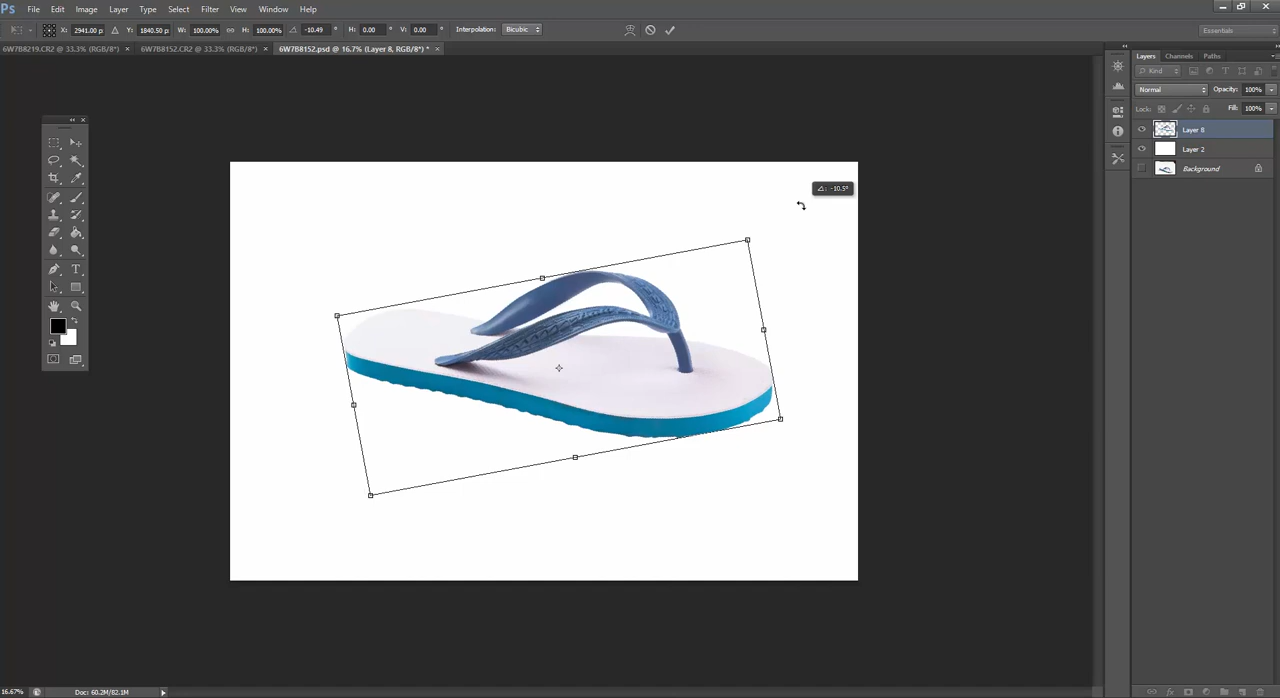 Ps File Edit Image Layer Type Select Filter View Window Help
X: 2941.00 p Y: 1840.50 p W: 100.00% H: 100.00% -10.49 ° H: 0.00 ° V: 0.00 ° Interpolation: Bicubic Essentials
6W7B8219.CR2 @ 33.3% (RGB/8*) × 6W7B8152.CR2 @ 33.3% (RGB/8*) × 6W7B8152.psd @ 16.7% (Layer 8, RGB/8*) * ×
Layers Channels Paths
Kind
Normal Opacity: 100%
Lock: Fill: 100%
Layer 8
Layer 2
Background
-10.5°
16.67% Doc: 60.2M/82.1M